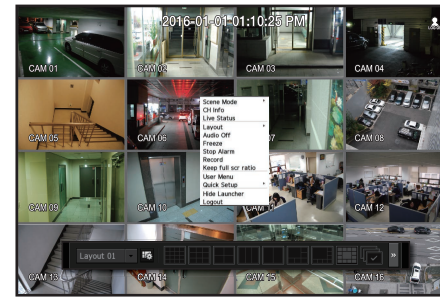 2016-01-01 01:10:25 PM
CAM 01
CAM 02
CAM 03
CAM 04
CAM 05
CAM 06
07
CAM 08
Scene Mode
CH Info
Live Status
Layout
Audio Off
Freeze
Stop Alarm
Record
Keep full scr ratio
User Menu
Quick Setup
Hide Launcher
Logout
CAM 09
CAM 10
CAM 12
Layout 01
CAM 13
CAM 14
CAM 15
CAM 16